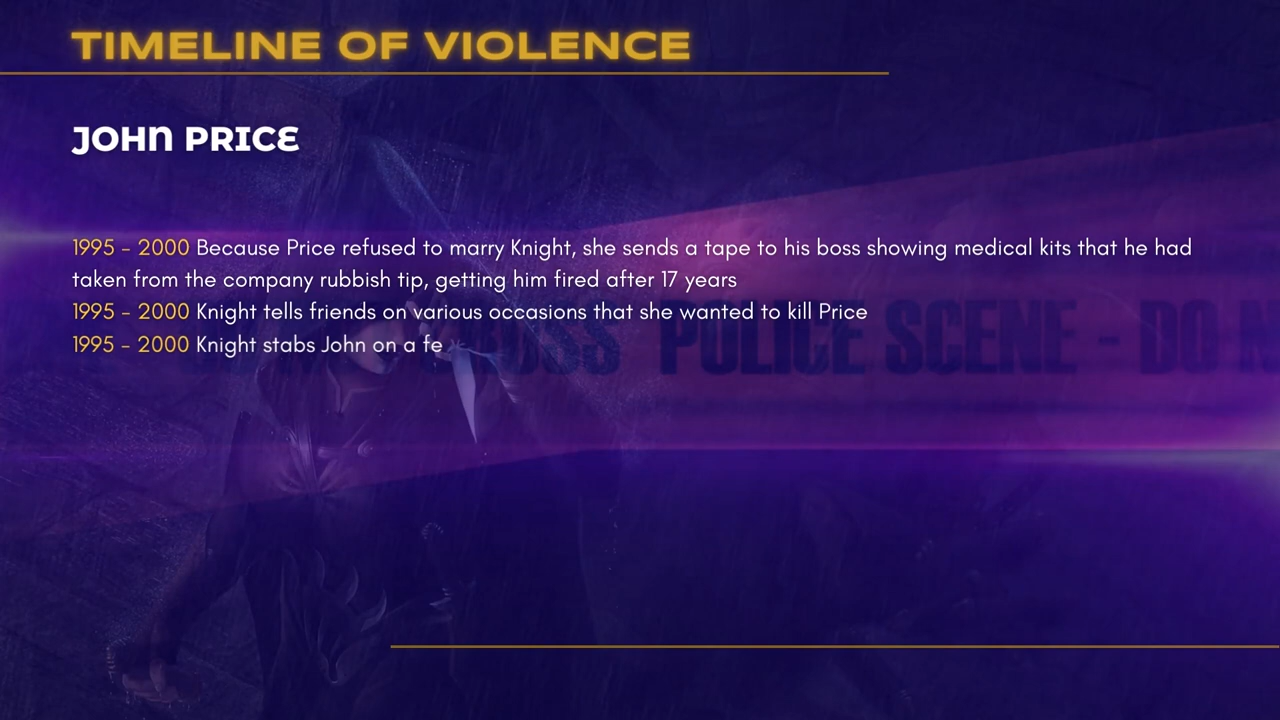 TIMELINE OF VIOLENCE
JOHN PRICE
1995 - 2000 Because Price refused to marry Knight, she sends a tape to his boss showing medical kits that he had
taken from the company rubbish tip, getting him fired after 17 years
1995 - 2000 Knight tells friends on various occasions that she wanted to kill Price
1995 - 2000 Knight stabs John on a fe
CROSS POLICE SCENE - DO N